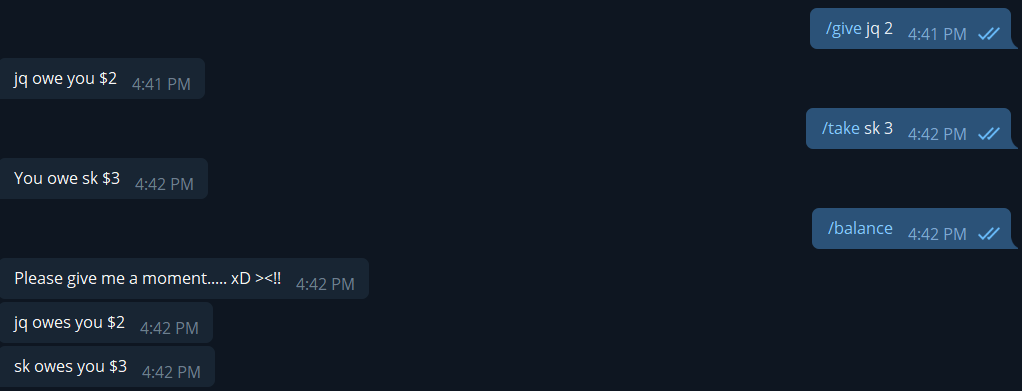 /give jq 2 4:41 PM
jq owe you $2 4:41 PM
/take sk 3 4:42 PM
You owe sk $3 4:42 PM
/balance 4:42 PM
Please give me a moment..... xD ><!! 4:42 PM
jq owes you $2 4:42 PM
sk owes you $3 4:42 PM